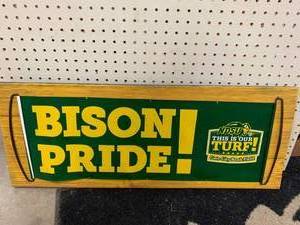 BISON
PRIDE!
NDSU
THIS IS OUR
TURF!